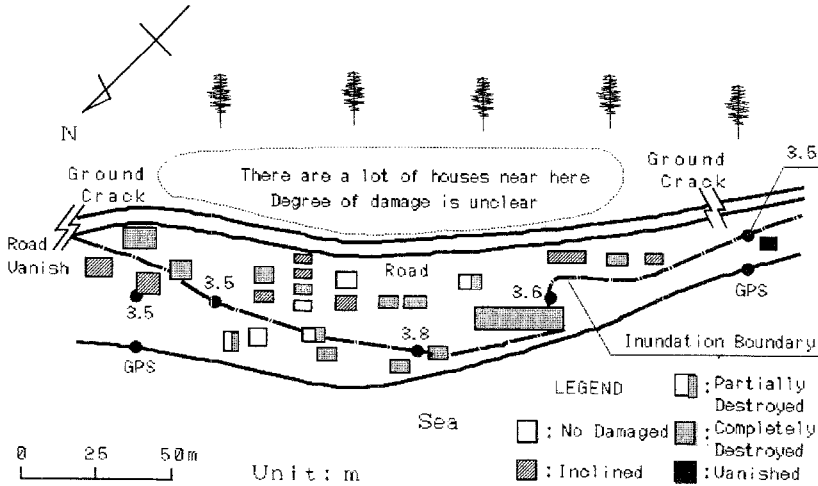 N
Ground
Crack
There are a lot of houses near here
Degree of damage is unclear
Ground
Crack
3.5
Road
Vanish
Road
3.5
3.5
3.6
GPS
3.8
GPS
Inundation Boundary
Sea
LEGEND
: Partially
Destroyed
: No Damaged
: Completely
Destroyed
: Inclined
: Vanished
0 25 50m
Unit: m